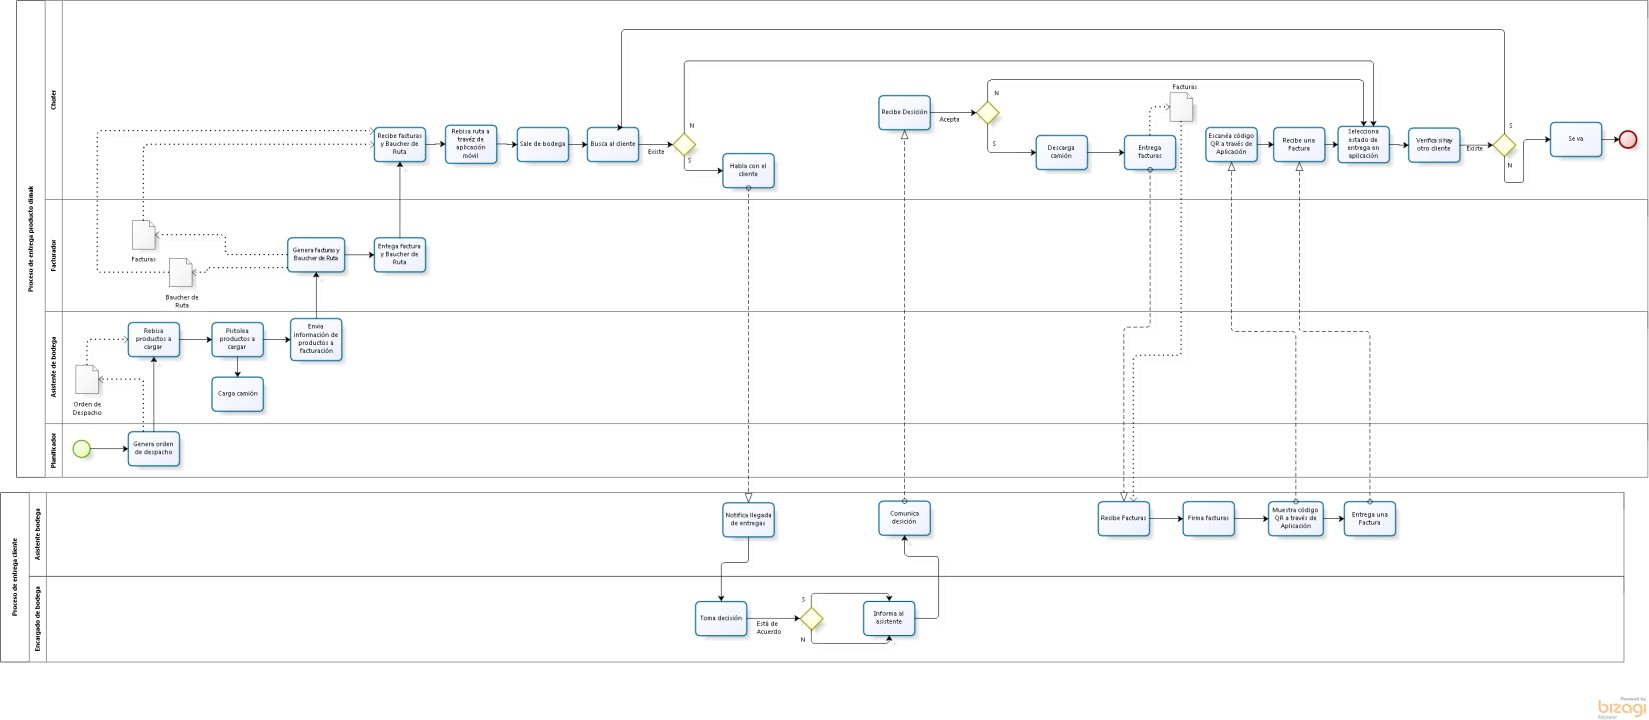 Proceso de entrega producto dimak
Chofer
Facturas
N
N
S
Recibe Desición
Acepta
Recibe facturas
y Baucher de
Ruta
Rebisa ruta a
travéz de
aplicación
móvil
Sale de bodega
Busca al cliente
Existe
S
Habla con el
cliente
S
Descarga
camión
Entrega
facturas
Escanéa código
QR a través de
Aplicación
Recibe una
Factura
Selecciona
estado de
entrega en
aplicación
Verifica si hay
otro cliente
Existe
N
Se va
Facturador
Facturas
Baucher de
Ruta
Genera facturas y
Baucher de Ruta
Entega factura
y Baucher de
Ruta
Asistente de bodega
Orden de
Despacho
Rebisa
productos a
cargar
Pistolea
productos a
cargar
Envia
información de
productos a
facturación
Carga camión
Planificador
Genera orden
de despacho
Proceso de entrega cliente
Asistente bodega
Notifica llegada
de entregas
Comunica
desición
Recibe Facturas
Firma facturas
Muestra código
QR a través de
Aplicación
Entrega una
Factura
Encargado de bodega
Toma decisión
Està de
Acuerdo
S
N
Informa al
asistente
Powered by
bizagi
Modeler